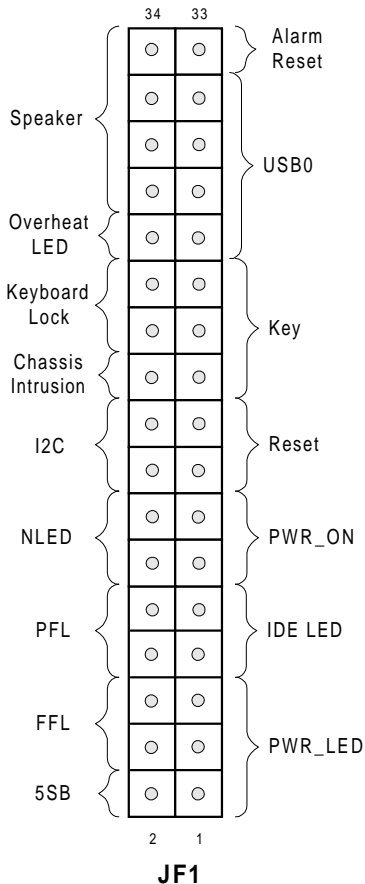 34 33
Alarm
Reset
Speaker
USB0
Overheat
LED
Keyboard
Lock
Key
Chassis
Intrusion
I2C
Reset
NLED
PWR_ON
PFL
IDE LED
FFL
PWR_LED
5SB
2 1
JF1